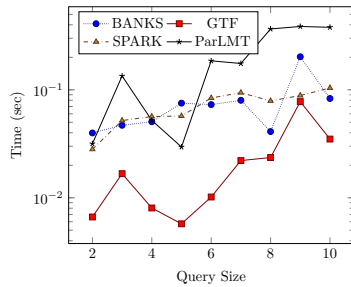 BANKS GTF
SPARK ParLMT
10⁻¹
10⁻²
Time (sec)
2 4 6 8 10
Query Size